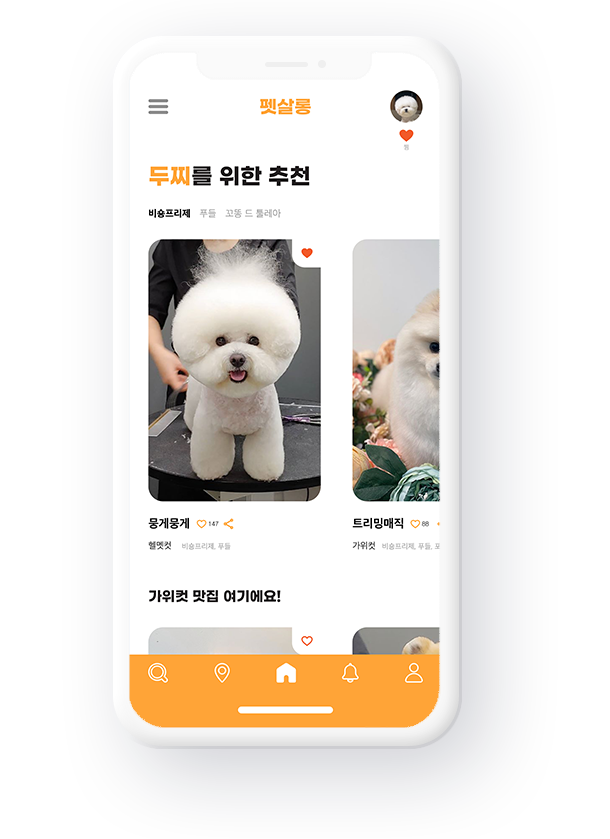 펫살롱
찜
두찌를 위한 추천
비숑프리제 푸들 꼬똥 드 툴레아
뭉게뭉게 147
헬멧컷 비숑프리제, 푸들
트리밍매직 88
가위컷 비숑프리제, 푸들, 포
가위컷 맛집 여기에요!